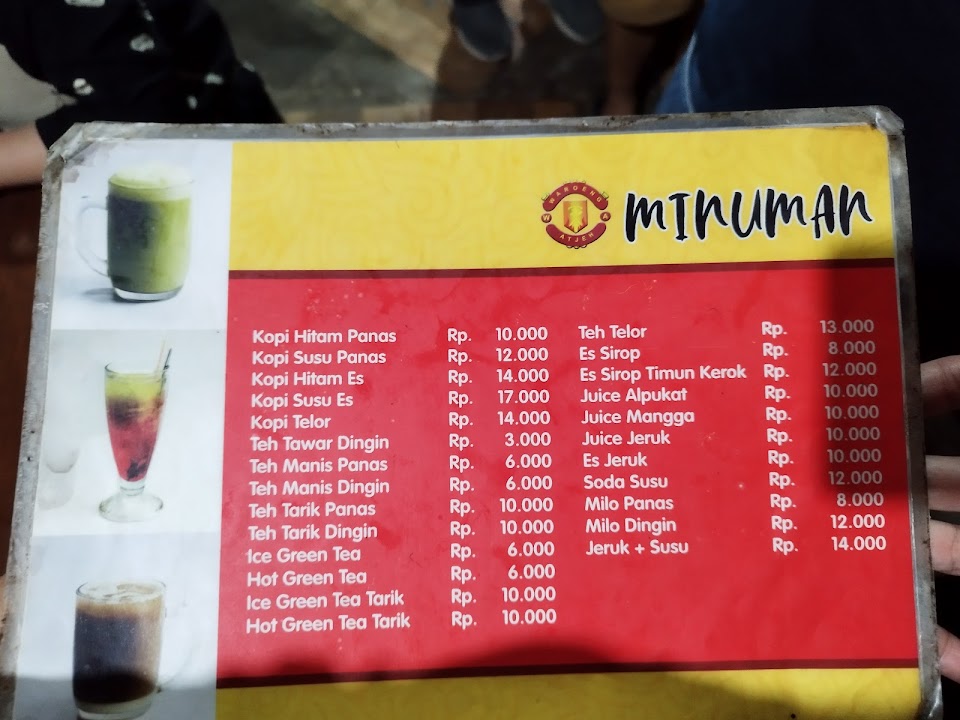 WAROENG
W A
ATJEH
MINUMAN
Kopi Hitam Panas Rp. 10.000
Kopi Susu Panas Rp. 12.000
Kopi Hitam Es Rp. 14.000
Kopi Susu Es Rp. 17.000
Kopi Telor Rp. 14.000
Teh Tawar Dingin Rp. 3.000
Teh Manis Panas Rp. 6.000
Teh Manis Dingin Rp. 6.000
Teh Tarik Panas Rp. 10.000
Teh Tarik Dingin Rp. 10.000
Ice Green Tea Rp. 6.000
Hot Green Tea Rp. 6.000
Ice Green Tea Tarik Rp. 10.000
Hot Green Tea Tarik Rp. 10.000
Teh Telor Rp. 13.000
Es Sirop Rp. 8.000
Es Sirop Timun Kerok Rp. 12.000
Juice Alpukat Rp. 10.000
Juice Mangga Rp. 10.000
Juice Jeruk Rp. 10.000
Es Jeruk Rp. 10.000
Soda Susu Rp. 12.000
Milo Panas Rp. 8.000
Milo Dingin Rp. 12.000
Jeruk + Susu Rp. 14.000